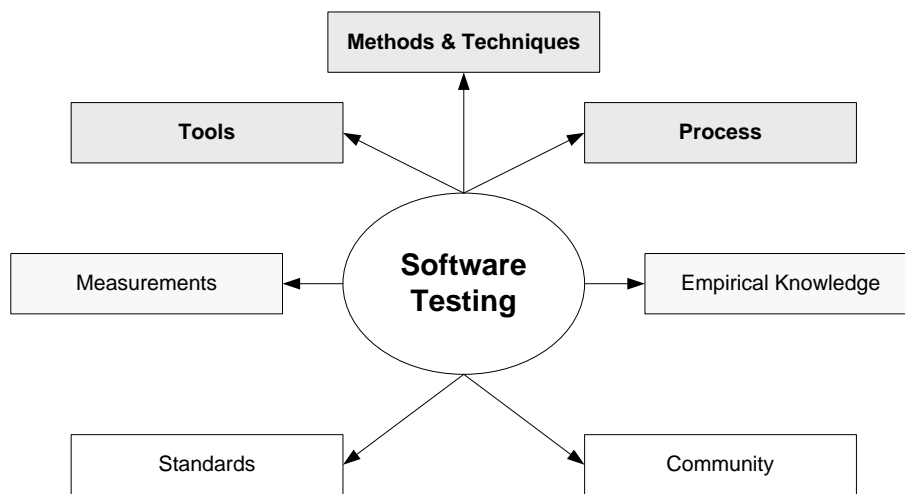 Methods & Techniques
Tools
Process
Measurements
Software
Testing
Empirical Knowledge
Standards
Community